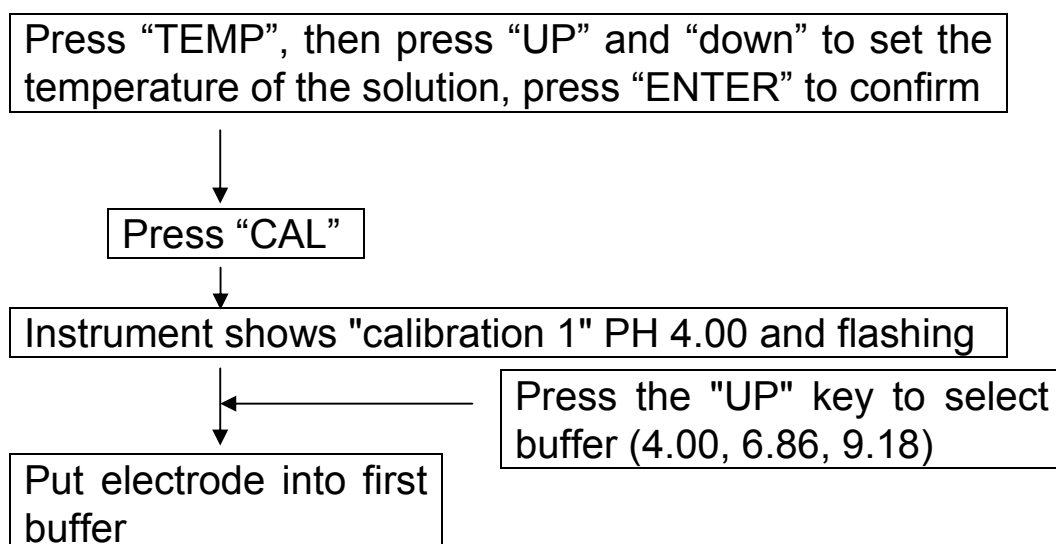 Press “TEMP”, then press “UP” and “down” to set the
temperature of the solution, press “ENTER” to confirm
Press “CAL”
Instrument shows "calibration 1" PH 4.00 and flashing
Press the "UP" key to select
buffer (4.00, 6.86, 9.18)
Put electrode into first
buffer